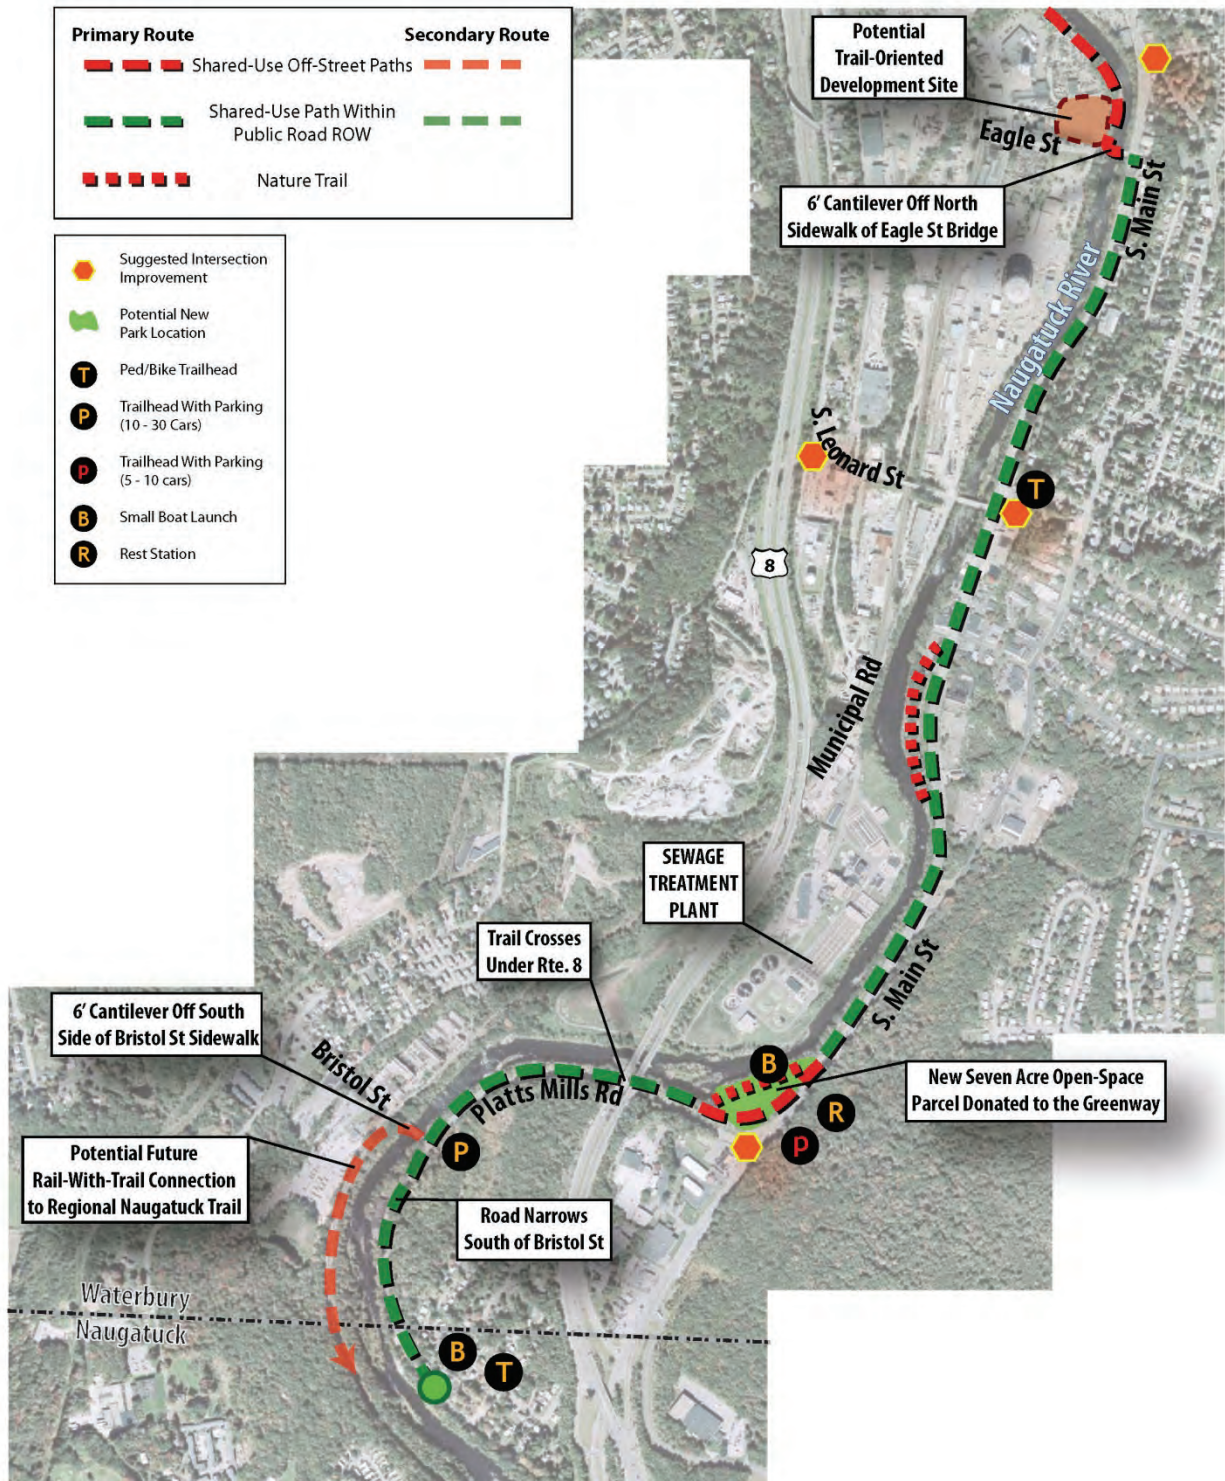 Primary Route
Secondary Route
Shared-Use Off-Street Paths
Shared-Use Path Within
Public Road ROW
Nature Trail
Suggested Intersection
Improvement
Potential New
Park Location
T
Ped/Bike Trailhead
P
Trailhead With Parking
(10 - 30 Cars)
p
Trailhead With Parking
(5 - 10 cars)
B
Small Boat Launch
R
Rest Station
Potential
Trail-Oriented
Development Site
Eagle St
6' Cantilever Off North
Sidewalk of Eagle St Bridge
S. Main St
Naugatuck River
S. Leonard St
T
8
Municipal Rd
SEWAGE
TREATMENT
PLANT
Trail Crosses
Under Rte. 8
S. Main St
6' Cantilever Off South
Side of Bristol St Sidewalk
Bristol St
Platts Mills Rd
B
R
p
New Seven Acre Open-Space
Parcel Donated to the Greenway
P
Potential Future
Rail-With-Trail Connection
to Regional Naugatuck Trail
Road Narrows
South of Bristol St
Waterbury
Naugatuck
B
T